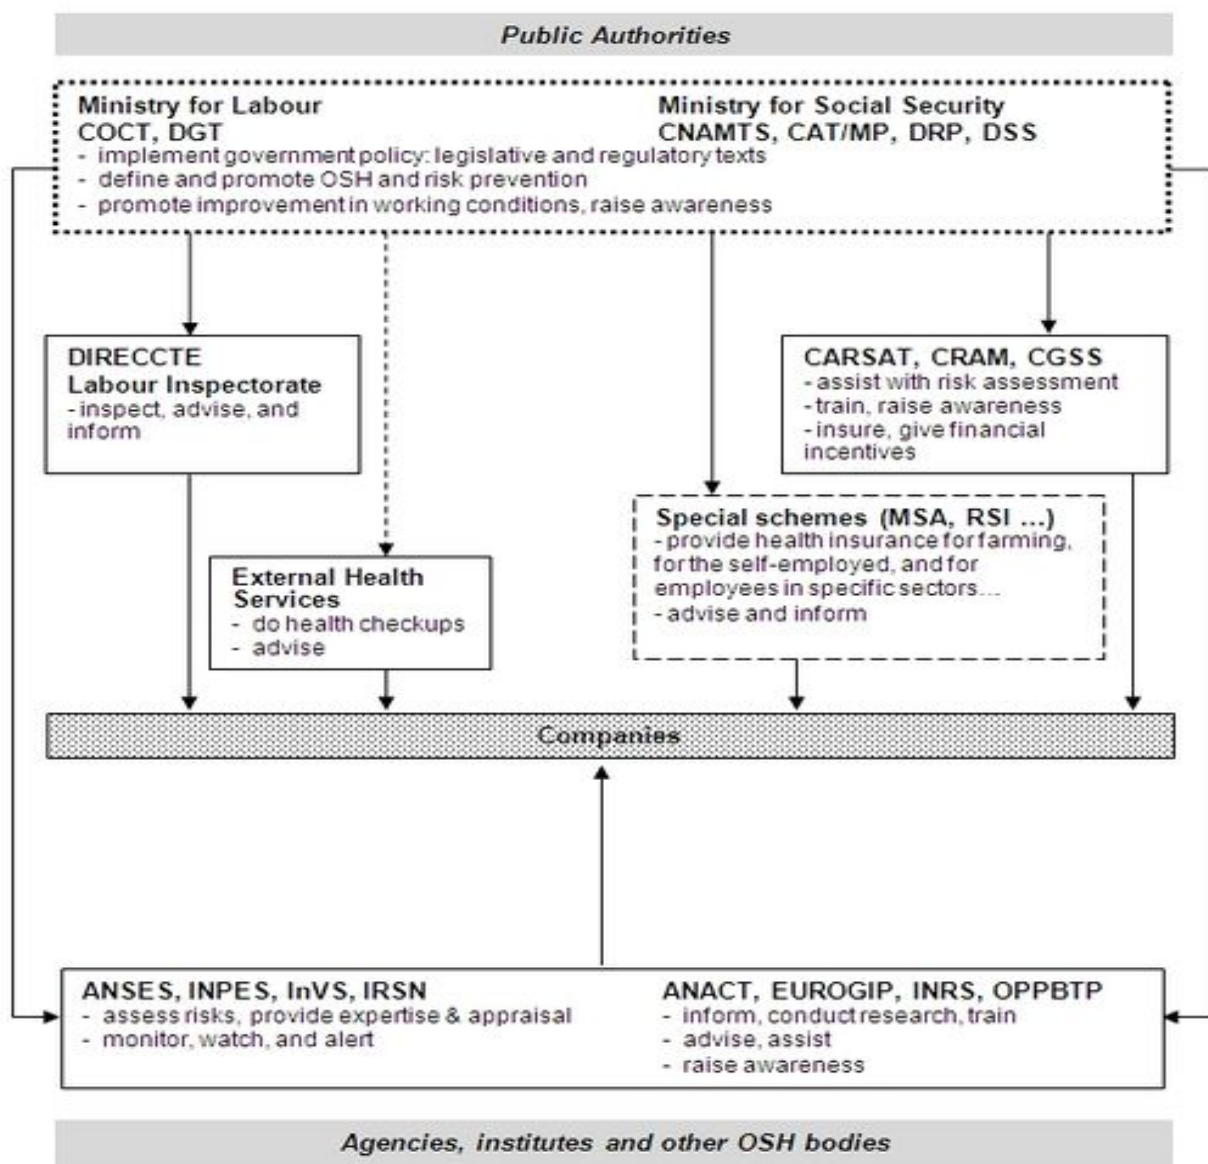 Public Authorities
Ministry for Labour
COCT, DGT
Ministry for Social Security
CNAMTS, CAT/MP, DRP, DSS
- implement government policy: legislative and regulatory texts
- define and promote OSH and risk prevention
- promote improvement in working conditions, raise awareness
DIRECCTE
Labour Inspectorate
- inspect, advise, and
inform
CARSAT, CRAM, CGSS
- assist with risk assessment
- train, raise awareness
- insure, give financial
incentives
External Health
Services
- do health checkups
- advise
Special schemes (MSA, RSI ...)
- provide health insurance for farming,
for the self-employed, and for
employees in specific sectors...
- advise and inform
Companies
ANSES, INPES, InVS, IRSN
- assess risks, provide expertise & appraisal
- monitor, watch, and alert
ANACT, EUROGIP, INRS, OPPBTP
- inform, conduct research, train
- advise, assist
- raise awareness
Agencies, institutes and other OSH bodies